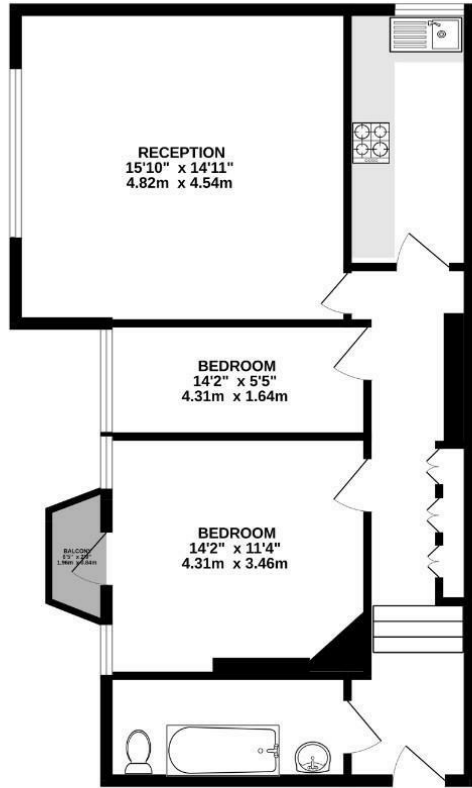 RECEPTION
15'10" x 14'11"
4.82m x 4.54m
BEDROOM
14'2" x 5'5"
4.31m x 1.64m
BEDROOM
14'2" x 11'4"
4.31m x 3.46m
BALCONY